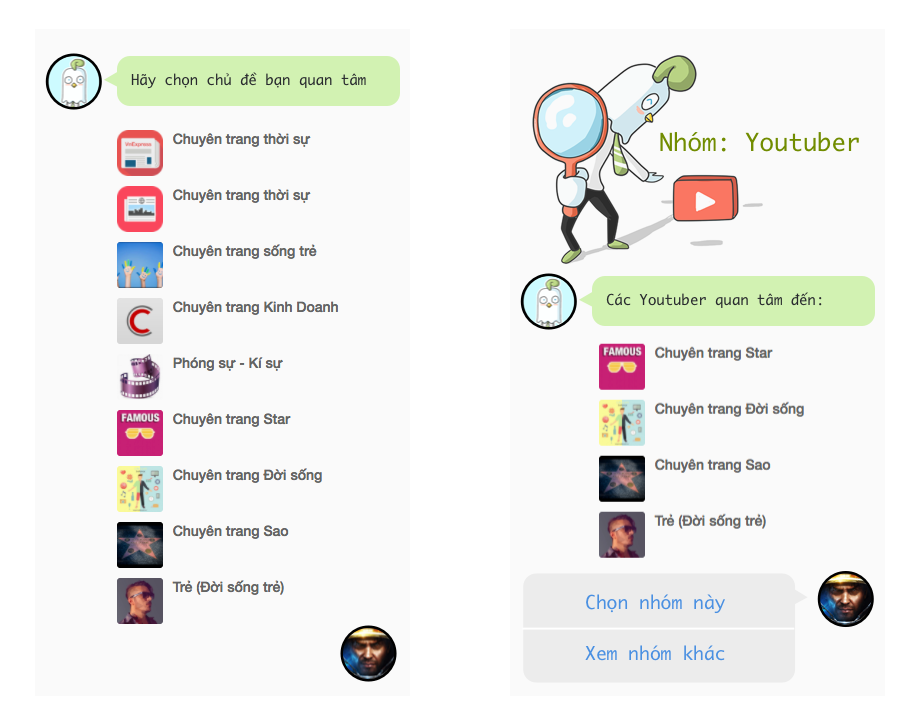 Hãy chọn chủ đề bạn quan tâm
VnExpress
Chuyên trang thời sự
Chuyên trang thời sự
Chuyên trang sống trẻ
Chuyên trang Kinh Doanh
Phóng sự - Kí sự
FAMOUS
Chuyên trang Star
Chuyên trang Đời sống
Chuyên trang Sao
Trẻ (Đời sống trẻ)
Nhóm: Youtuber
Các Youtuber quan tâm đến:
FAMOUS
Chuyên trang Star
Chuyên trang Đời sống
Chuyên trang Sao
Trẻ (Đời sống trẻ)
Chọn nhóm này
Xem nhóm khác